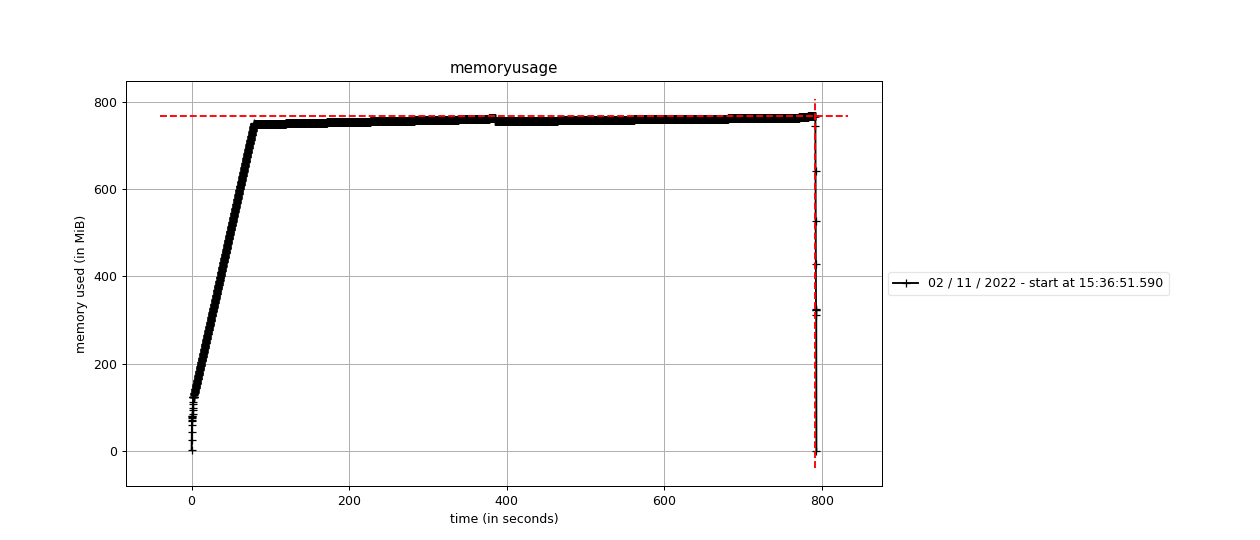 memoryusage
800
600
400
200
0
memory used (in MiB)
0 200 400 600 800
time (in seconds)
02 / 11 / 2022 - start at 15:36:51.590